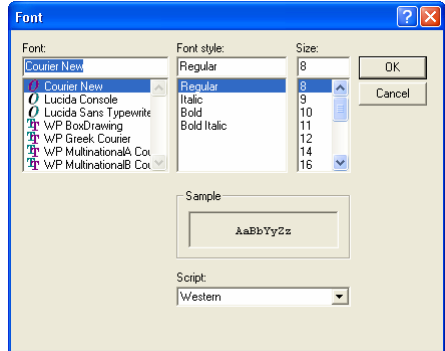 Font
Font: Font style: Size:
Courier New Regular 8 OK
Courier New Regular 8 Cancel
Lucida Console Italic 9
Lucida Sans Typewrite Bold 10
WP BoxDrawing Bold Italic 11
WP Greek Courier 12
WP MultinationalA Cou 14
WP MultinationalB Cou 16
Sample
AaBbYyZz
Script:
Western